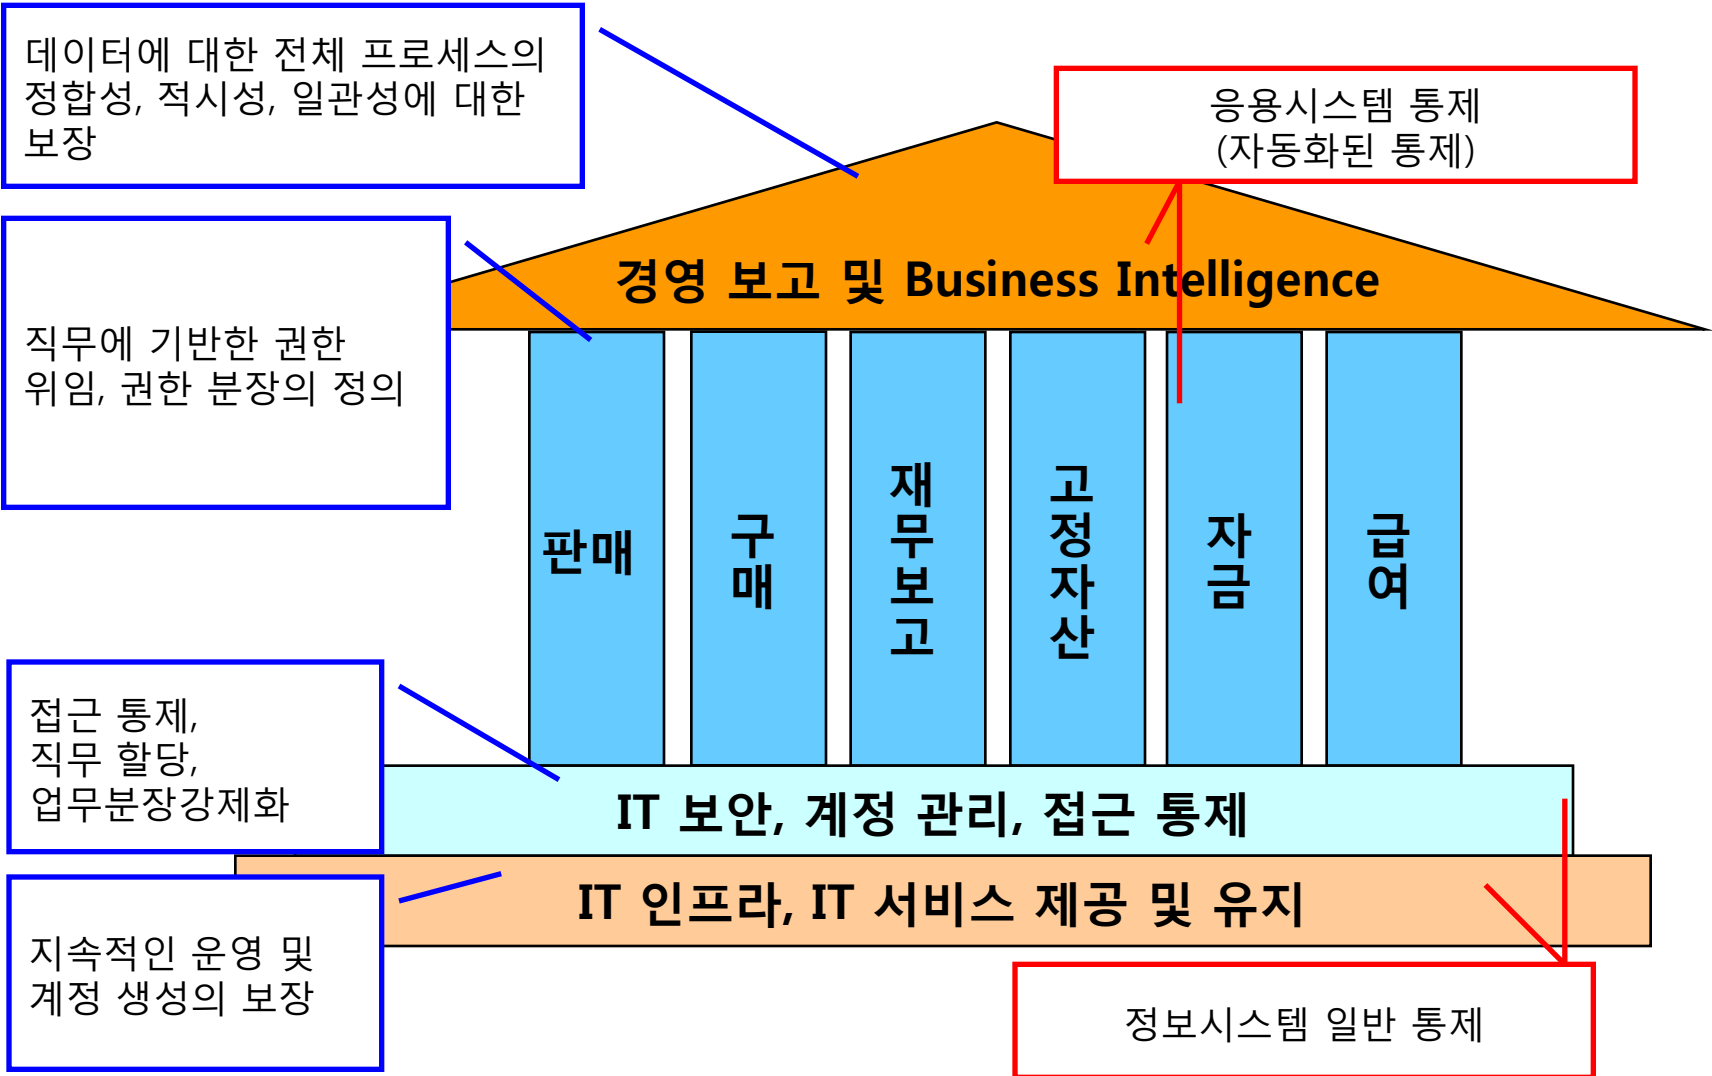 데이터에 대한 전체 프로세스의
정합성, 적시성, 일관성에 대한
보장
응용시스템 통제
(자동화된 통제)
경영 보고 및 Business Intelligence
직무에 기반한 권한
위임, 권한 분장의 정의
판매
구매
재무보고
고정자산
자금
급여
접근 통제,
직무 할당,
업무분장강제화
IT 보안, 계정 관리, 접근 통제
IT 인프라, IT 서비스 제공 및 유지
지속적인 운영 및
계정 생성의 보장
정보시스템 일반 통제